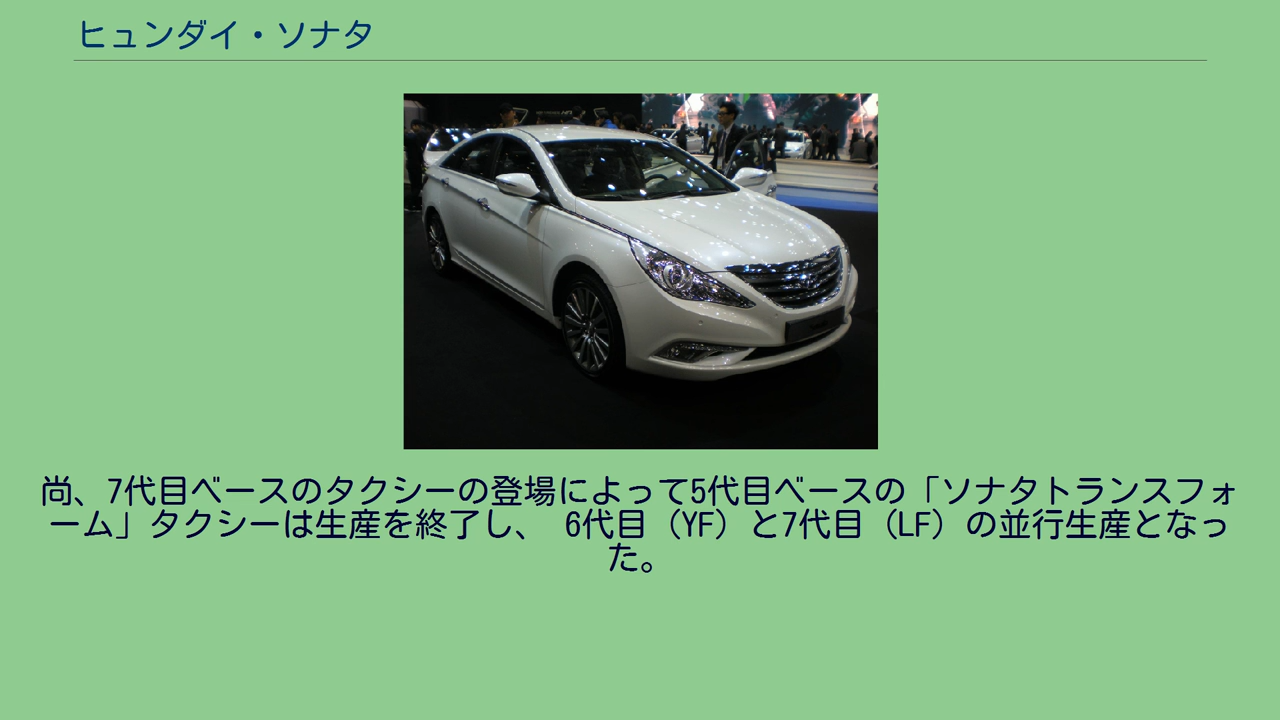 ヒュンダイ・ソナタ
尚、7代目ベースのタクシーの登場によって5代目ベースの「ソナタトランスフォ
ーム」タクシーは生産を終了し、 6代目（YF）と7代目（LF）の並行生産となっ
た。